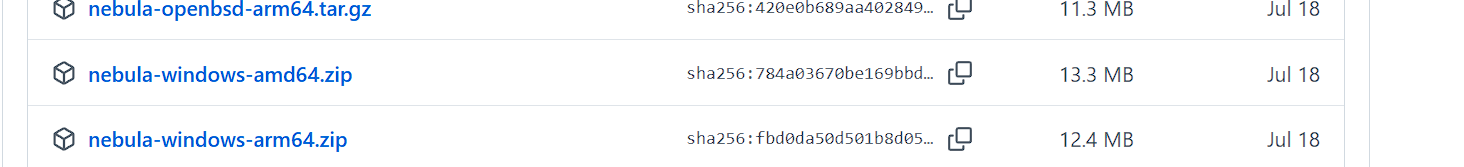 nebula-openbsd-arm64.tar.gz sha256:420e0b689aa402849… 11.3 MB Jul 18
nebula-windows-amd64.zip sha256:784a03670be169bbd… 13.3 MB Jul 18
nebula-windows-arm64.zip sha256:fbd0da50d501b8d05… 12.4 MB Jul 18